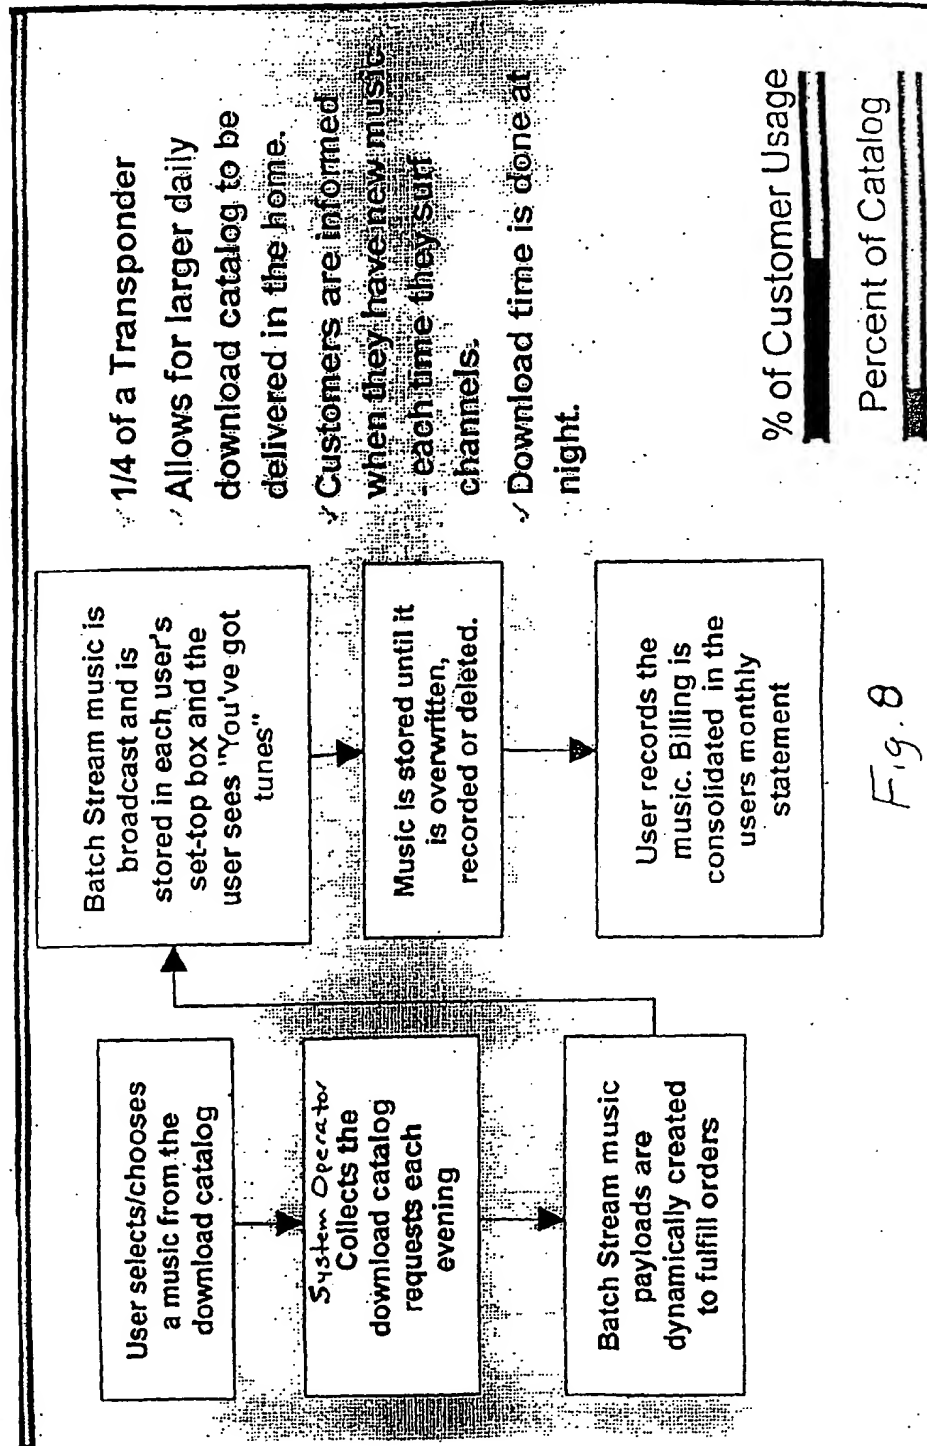 User selects/chooses
a music from the
download catalog
System Operator
Collects the
download catalog
requests each
evening
Batch Stream music
payloads are
dynamically created
to fulfill orders
Batch Stream music is
broadcast and is
stored in each user's
set-top box and the
user sees "You've got
tunes"
Music is stored until it
is overwritten,
recorded or deleted.
User records the
music. Billing is
consolidated in the
users monthly
statement
✓ 1/4 of a Transponder
✓ Allows for larger daily
download catalog to be
delivered in the home.
✓ Customers are informed
when they have new music
- each time they surf
channels.
✓ Download time is done at
night.
% of Customer Usage
Percent of Catalog
Fig. 8